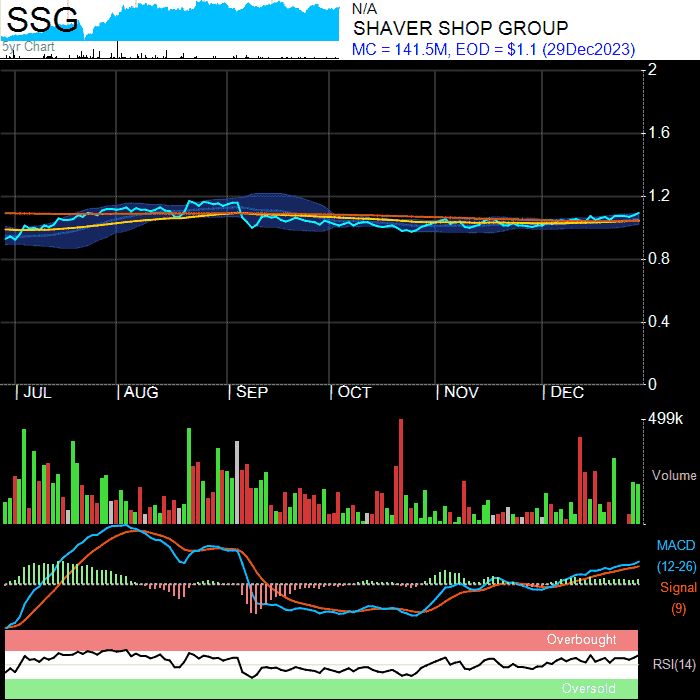 SSG
5yr Chart
N/A
SHAVER SHOP GROUP
MC = 141.5M, EOD = $1.1 (29Dec2023)
2
1.6
1.2
0.8
0.4
0
JUL AUG SEP OCT NOV DEC
499k
Volume
MACD
(12-26)
Signal
(9)
Overbought
RSI(14)
Oversold